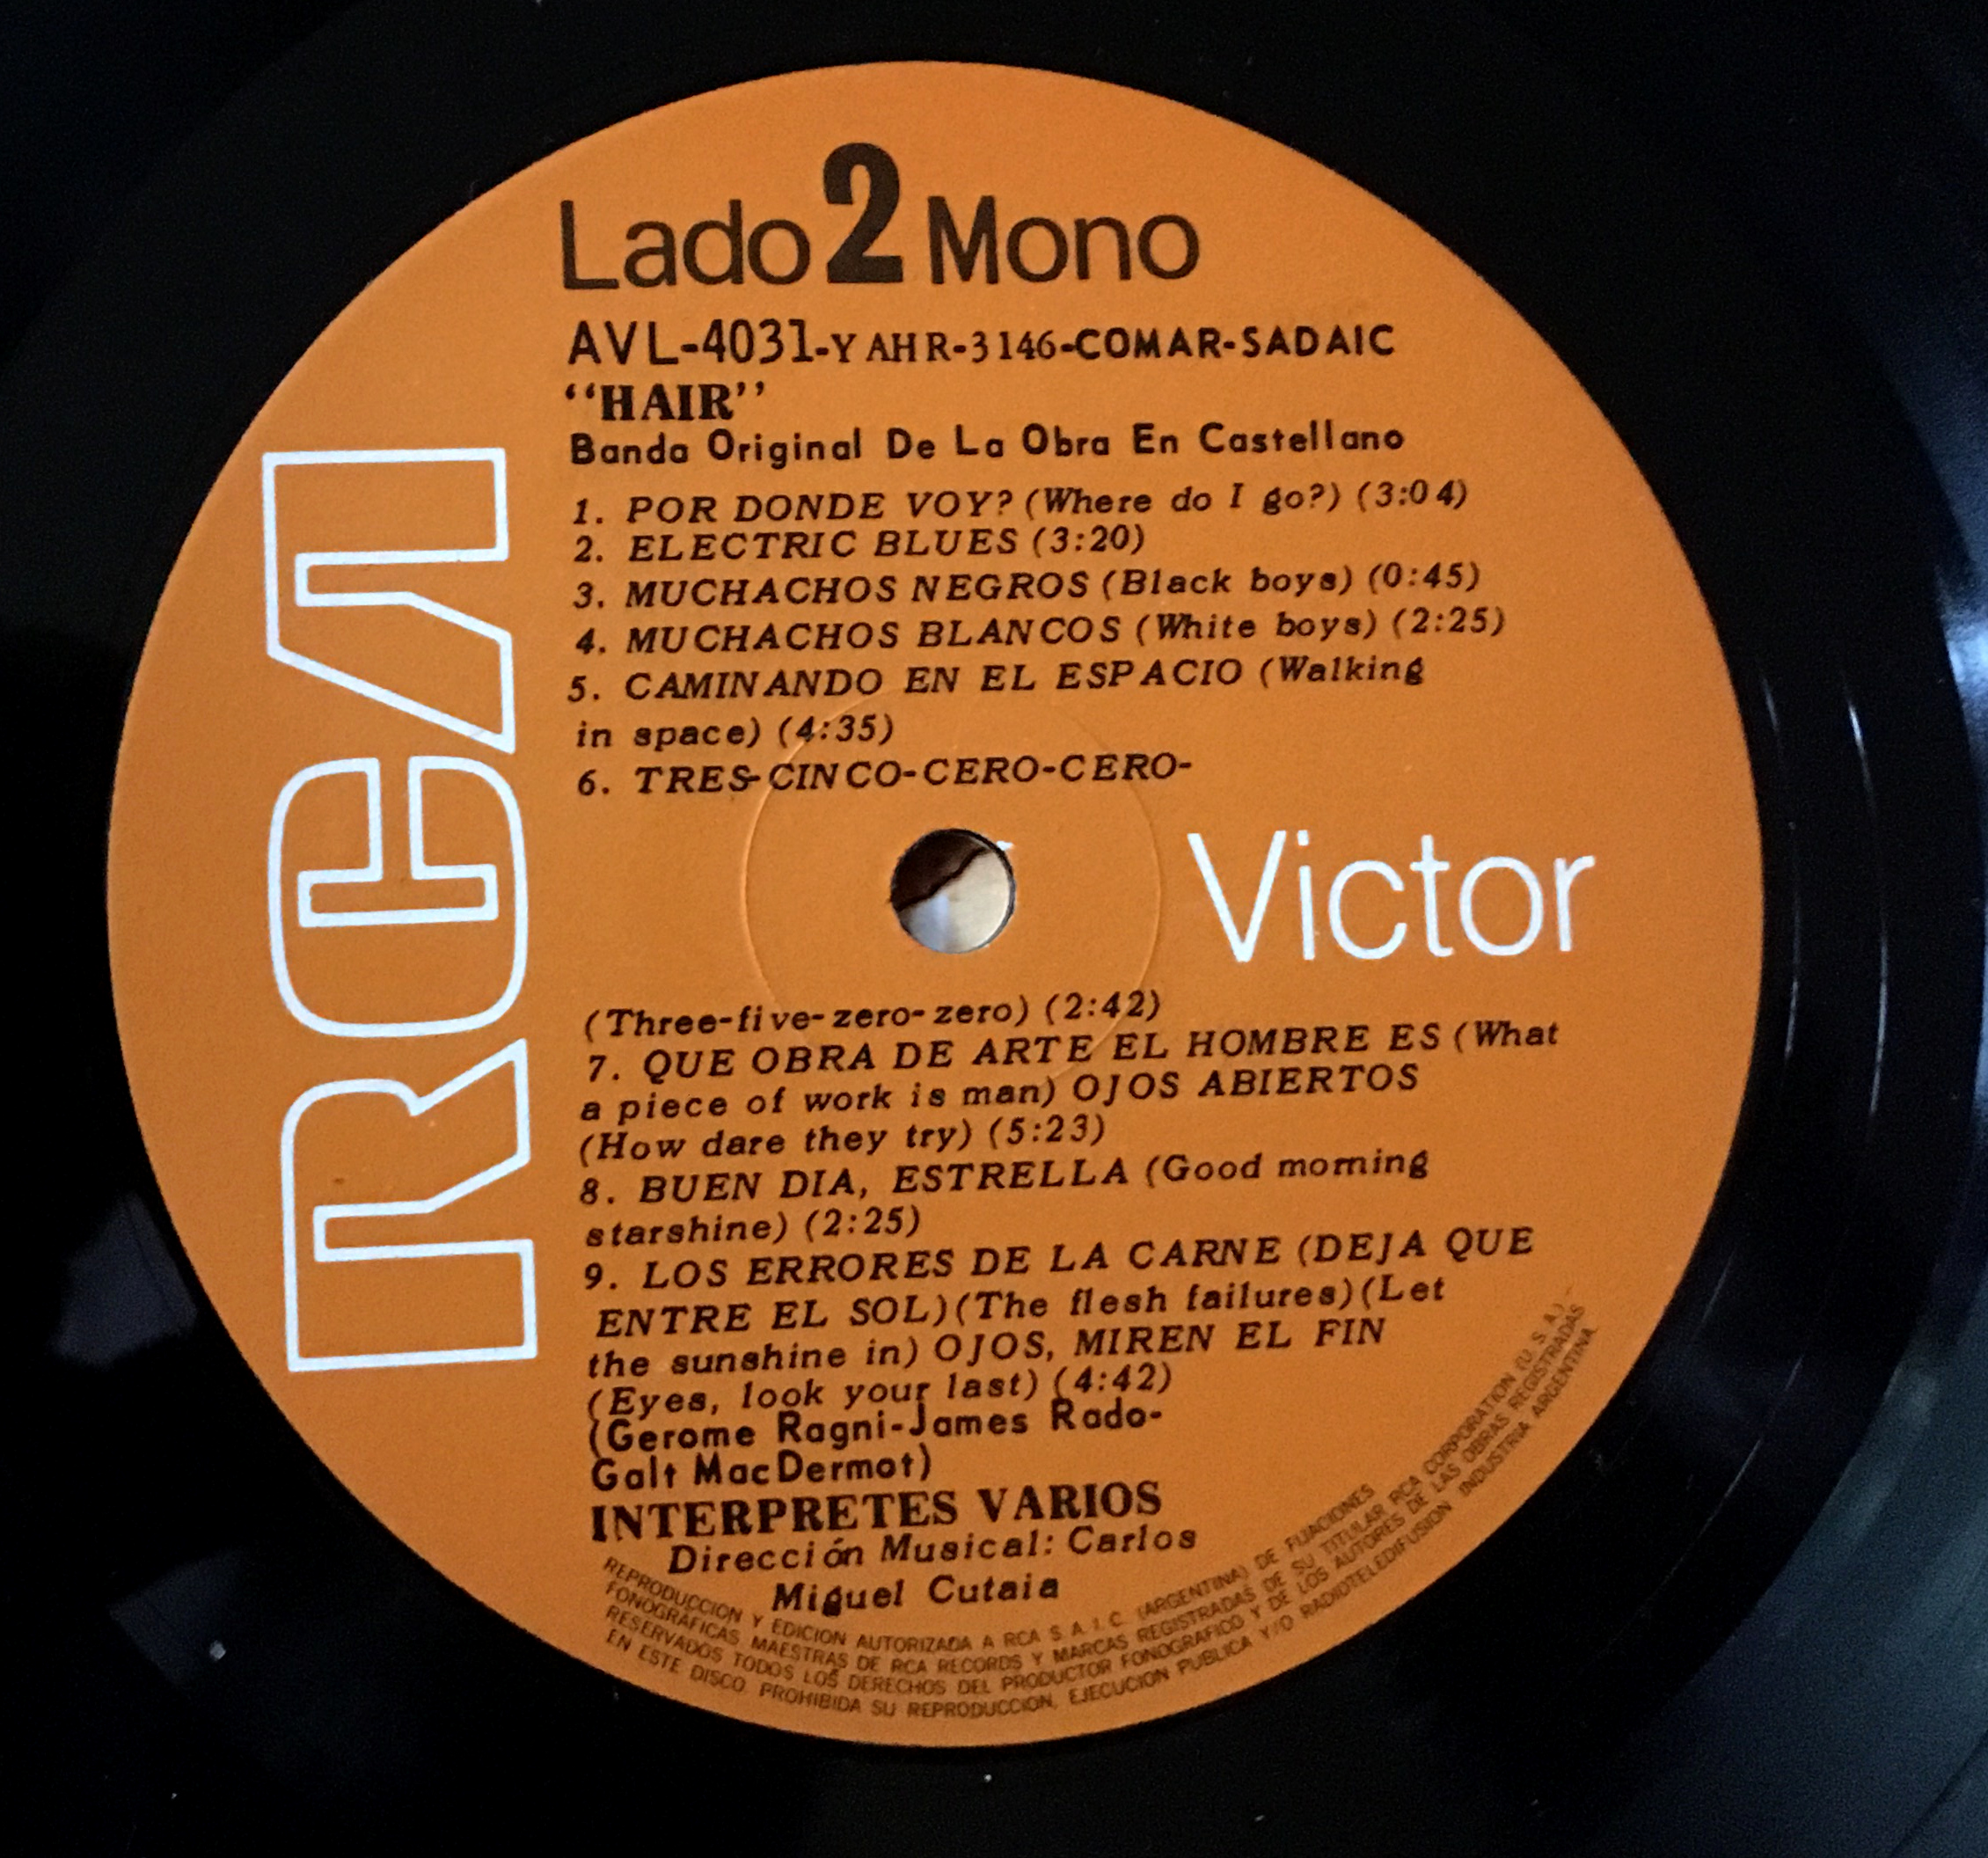 Lado 2 Mono
AVL-4031-YAHR-3146-COMAR-SADAIC
"HAIR"
Banda Original De La Obra En Castellano
1. POR DONDE VOY? (Where do I go?) (3:04)
2. ELECTRIC BLUES (3:20)
3. MUCHACHOS NEGROS (Black boys) (0:45)
4. MUCHACHOS BLANCOS (White boys) (2:25)
5. CAMINANDO EN EL ESPACIO (Walking
in space) (4:35)
6. TRES-CINCO-CERO-CERO-
RCA
Victor
(Three-five-zero-zero) (2:42)
7. QUE OBRA DE ARTE EL HOMBRE ES (What
a piece of work is man) OJOS ABIERTOS
(How dare they try) (5:23)
8. BUEN DIA, ESTRELLA (Good morning
starshine) (2:25)
9. LOS ERRORES DE LA CARNE (DEJA QUE
ENTRE EL SOL) (The flesh failures) (Let
the sunshine in) OJOS, MIREN EL FIN
(Eyes, look your last) (4:42)
(Gerome Ragni-James Rado-
Galt MacDermot)
INTERPRETES VARIOS
Dirección Musical: Carlos
Miguel Cutaia
REPRODUCCION Y EDICION AUTORIZADA A RCA S.A.I.C. (ARGENTINA) DE FIJACIONES
FONOGRAFICAS MAESTRAS DE RCA RECORDS Y MARCAS REGISTRADAS DE SU TITULAR RCA CORPORATION (U.S.A.) -
RESERVADOS TODOS LOS DERECHOS DEL PRODUCTOR FONOGRAFICO Y DE LOS AUTORES DE LAS OBRAS REGISTRADAS
EN ESTE DISCO. PROHIBIDA SU REPRODUCCION, EJECUCION PUBLICA Y/O RADIOTELEDIFUSION INDUSTRIA ARGENTINA